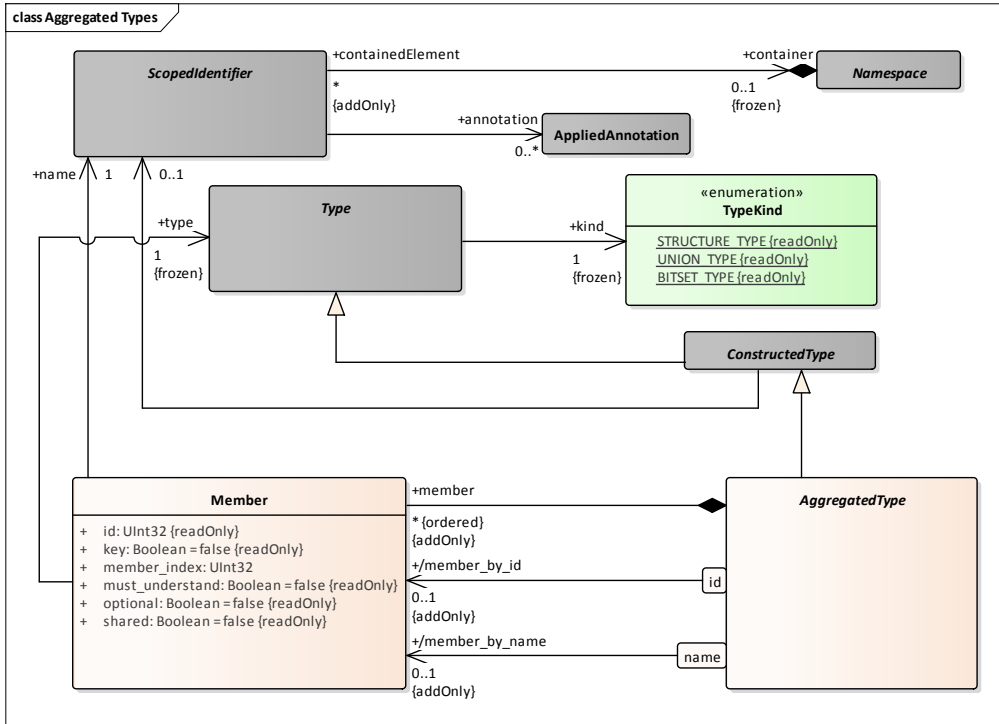 class Aggregated Types
ScopedIdentifier
+containedElement
*
{addOnly}
+container
0..1
{frozen}
Namespace
+annotation
0..*
AppliedAnnotation
+name
1
0..1
Type
+type
1
{frozen}
+kind
1
{frozen}
«enumeration»
TypeKind
STRUCTURE_TYPE {readOnly}
UNION_TYPE {readOnly}
BITSET_TYPE {readOnly}
ConstructedType
Member
+ id: UInt32 {readOnly}
+ key: Boolean = false {readOnly}
+ member_index: UInt32
+ must_understand: Boolean = false {readOnly}
+ optional: Boolean = false {readOnly}
+ shared: Boolean = false {readOnly}
+member
* {ordered}
{addOnly}
+/member_by_id
0..1
{addOnly}
+/member_by_name
0..1
{addOnly}
id
name
AggregatedType